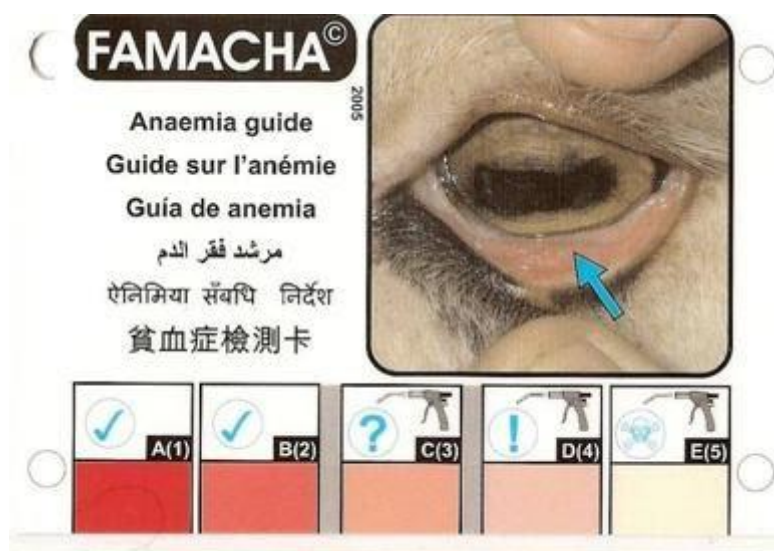 FAMACHA©
2005
Anaemia guide
Guide sur l'anémie
Guía de anemia
مرشد فقر الدم
ऐनिमिया सँबधि निर्देश
貧血症檢測卡
A(1)
B(2)
?
C(3)
!
D(4)
E(5)